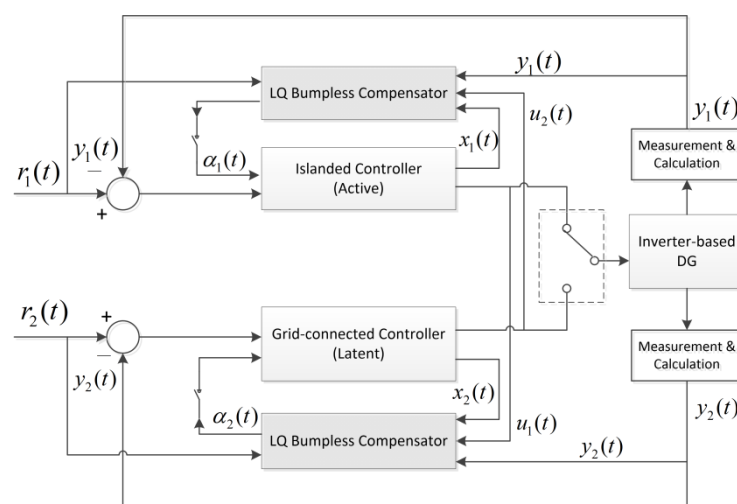 y₁(t)
LQ Bumpless Compensator
y₁(t)
y₁(t)
u₂(t)
x₁(t)
Measurement &
Calculation
α₁(t)
r₁(t)
−
+
Islanded Controller
(Active)
Inverter-based
DG
r₂(t)
+
−
Grid-connected Controller
(Latent)
Measurement &
Calculation
y₂(t)
x₂(t)
α₂(t)
y₂(t)
u₁(t)
LQ Bumpless Compensator
y₂(t)